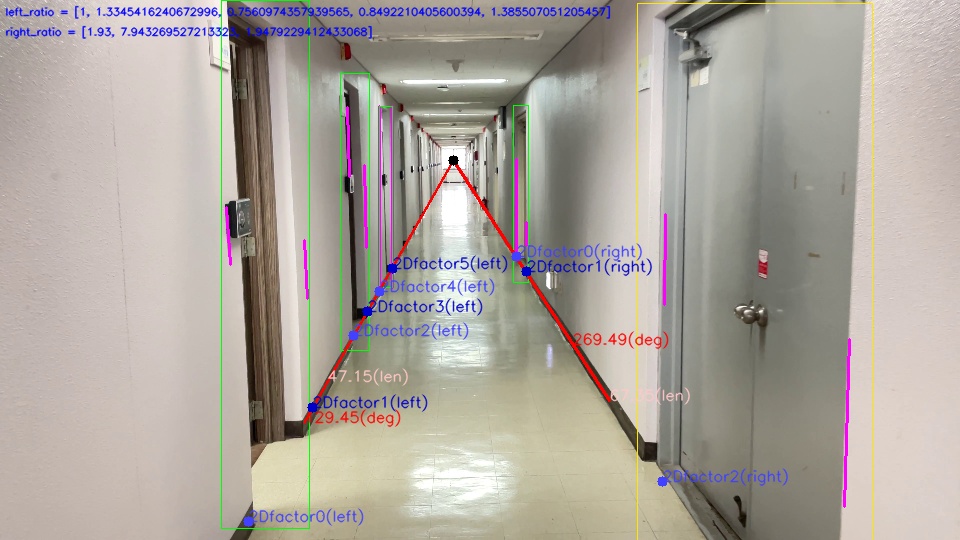 left_ratio = [1, 1.3345416240672996, 0.7560974357939565, 0.8492210405600394, 1.385507051205457]
right_ratio = [1.93, 7.943269527213323, 1.9479229412433068]
2Dfactor0(right)
2Dfactor5(left)
2Dfactor1(right)
2Dfactor4(left)
2Dfactor3(left)
2Dfactor2(left)
269.49(deg)
47.15(len)
(len)
2Dfactor1(left)
29.45(deg)
2Dfactor2(right)
2Dfactor0(left)